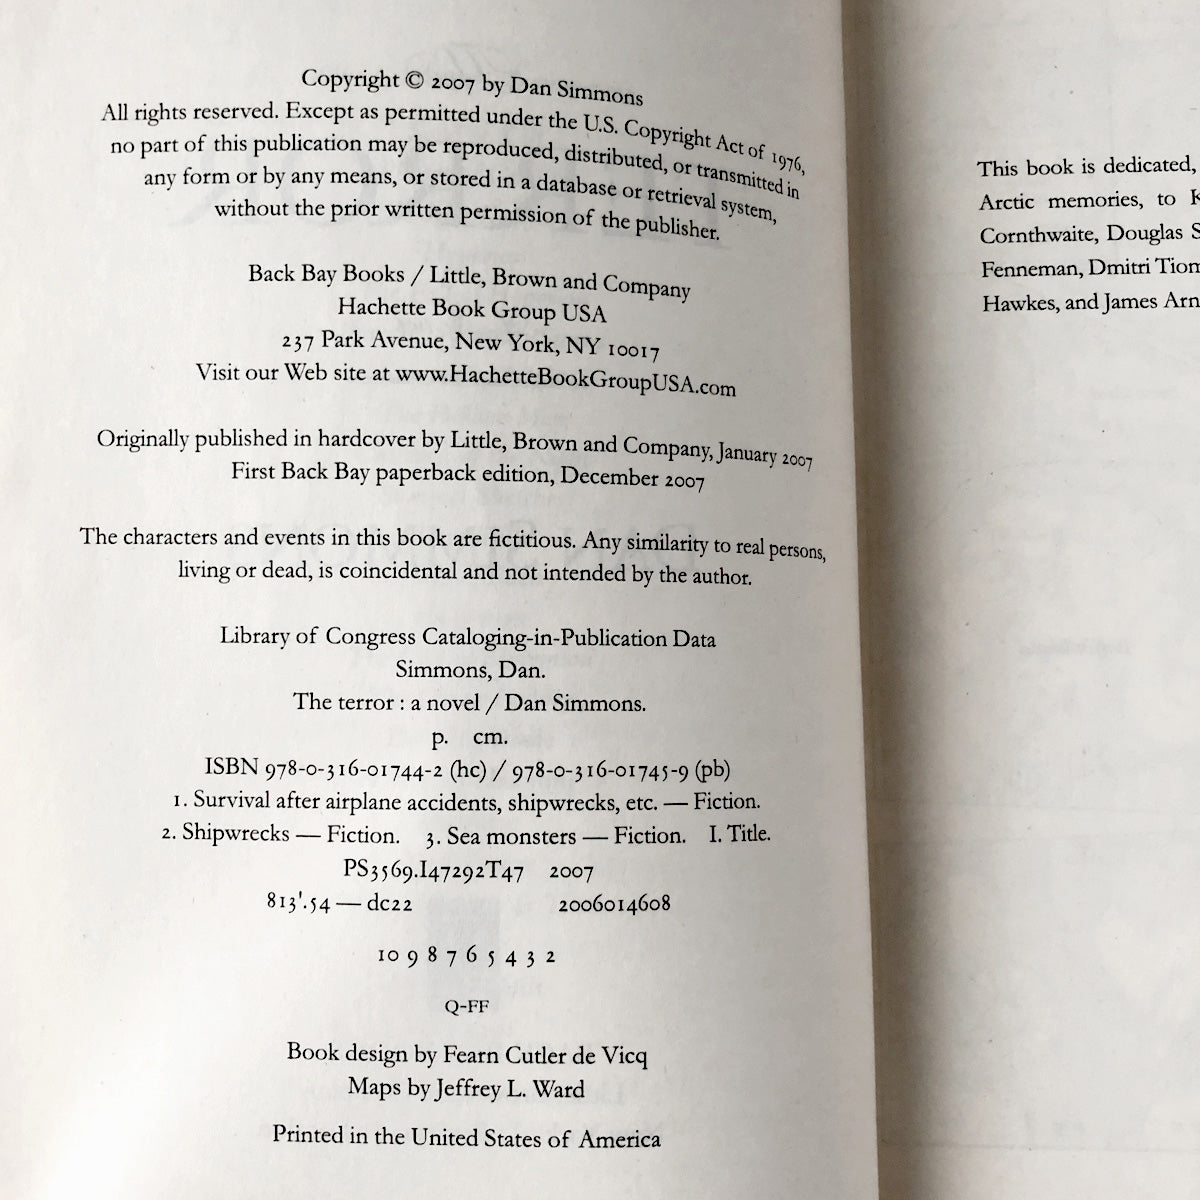 Copyright © 2007 by Dan Simmons
All rights reserved. Except as permitted under the U.S. Copyright Act of 1976,
no part of this publication may be reproduced, distributed, or transmitted in
any form or by any means, or stored in a database or retrieval system,
without the prior written permission of the publisher.
Back Bay Books / Little, Brown and Company
Hachette Book Group USA
237 Park Avenue, New York, NY 10017
Visit our Web site at www.HachetteBookGroupUSA.com
Originally published in hardcover by Little, Brown and Company, January 2007
First Back Bay paperback edition, December 2007
The characters and events in this book are fictitious. Any similarity to real persons,
living or dead, is coincidental and not intended by the author.
Library of Congress Cataloging-in-Publication Data
Simmons, Dan.
The terror : a novel / Dan Simmons.
p. cm.
ISBN 978-0-316-01744-2 (hc) / 978-0-316-01745-9 (pb)
1. Survival after airplane accidents, shipwrecks, etc. — Fiction.
2. Shipwrecks — Fiction. 3. Sea monsters — Fiction. I. Title.
PS3569.I47292T47 2007
813'.54 — dc22 2006014608
10 9 8 7 6 5 4 3 2
Q-FF
Book design by Fearn Cutler de Vicq
Maps by Jeffrey L. Ward
Printed in the United States of America
This book is dedicated,
Arctic memories, to
Cornthwaite, Douglas S
Fenneman, Dmitri Tiom
Hawkes, and James Arn